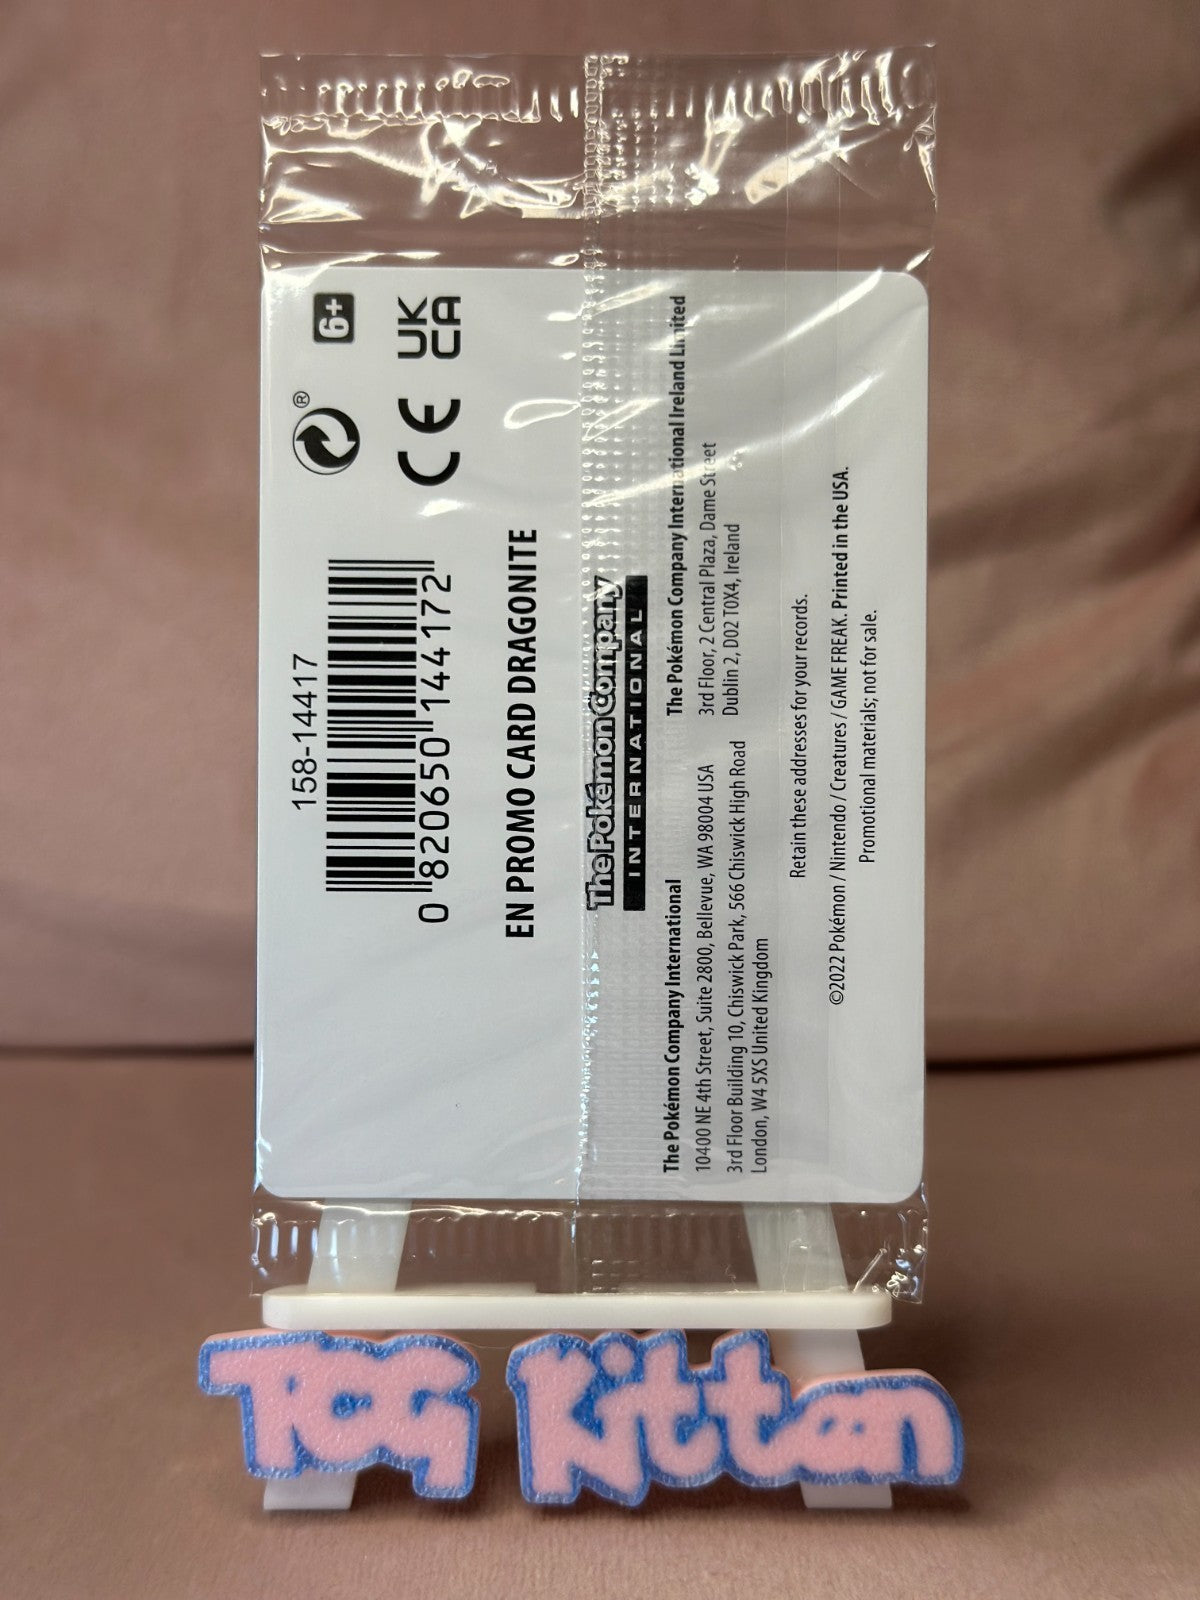 158-14417
0 820650 144172
®
6+
CE
UK
CA
EN PROMO CARD DRAGONITE
The Pokémon Company
INTERNATIONAL
The Pokémon Company International
10400 NE 4th Street, Suite 2800, Bellevue, WA 98004 USA
3rd Floor Building 10, Chiswick Park, 566 Chiswick High Road
London, W4 5XS United Kingdom
The Pokémon Company International Ireland Limited
3rd Floor, 2 Central Plaza, Dame Street
Dublin 2, D02 T0X4, Ireland
Retain these addresses for your records.
©2022 Pokémon / Nintendo / Creatures / GAME FREAK. Printed in the USA.
Promotional materials; not for sale.
TCG Kitten